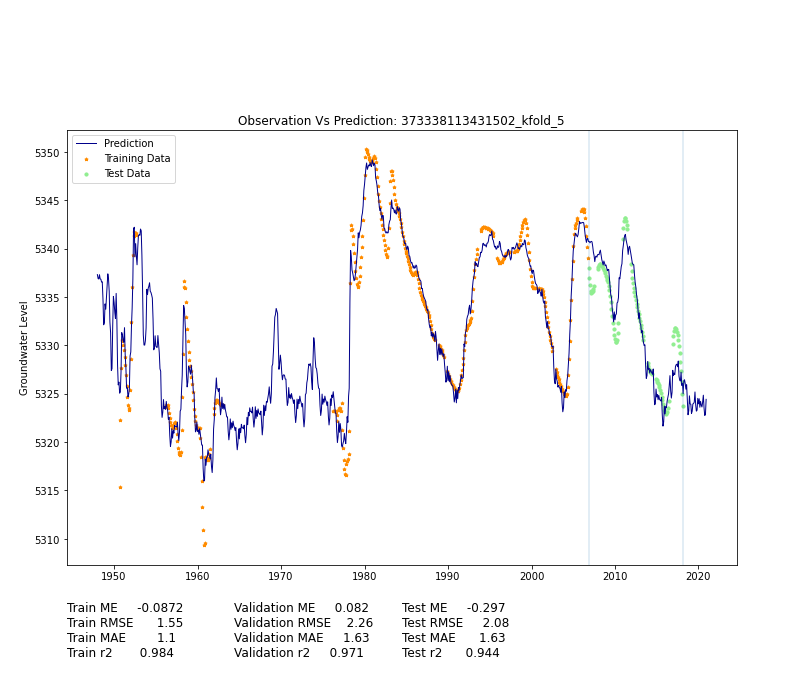 Observation Vs Prediction: 373338113431502_kfold_5
Prediction
Training Data
Test Data
5350
5345
5340
5335
5330
5325
5320
5315
5310
Groundwater Level
1950 1960 1970 1980 1990 2000 2010 2020
Train ME -0.0872 Validation ME 0.082 Test ME -0.297
Train RMSE 1.55 Validation RMSE 2.26 Test RMSE 2.08
Train MAE 1.1 Validation MAE 1.63 Test MAE 1.63
Train r2 0.984 Validation r2 0.971 Test r2 0.944